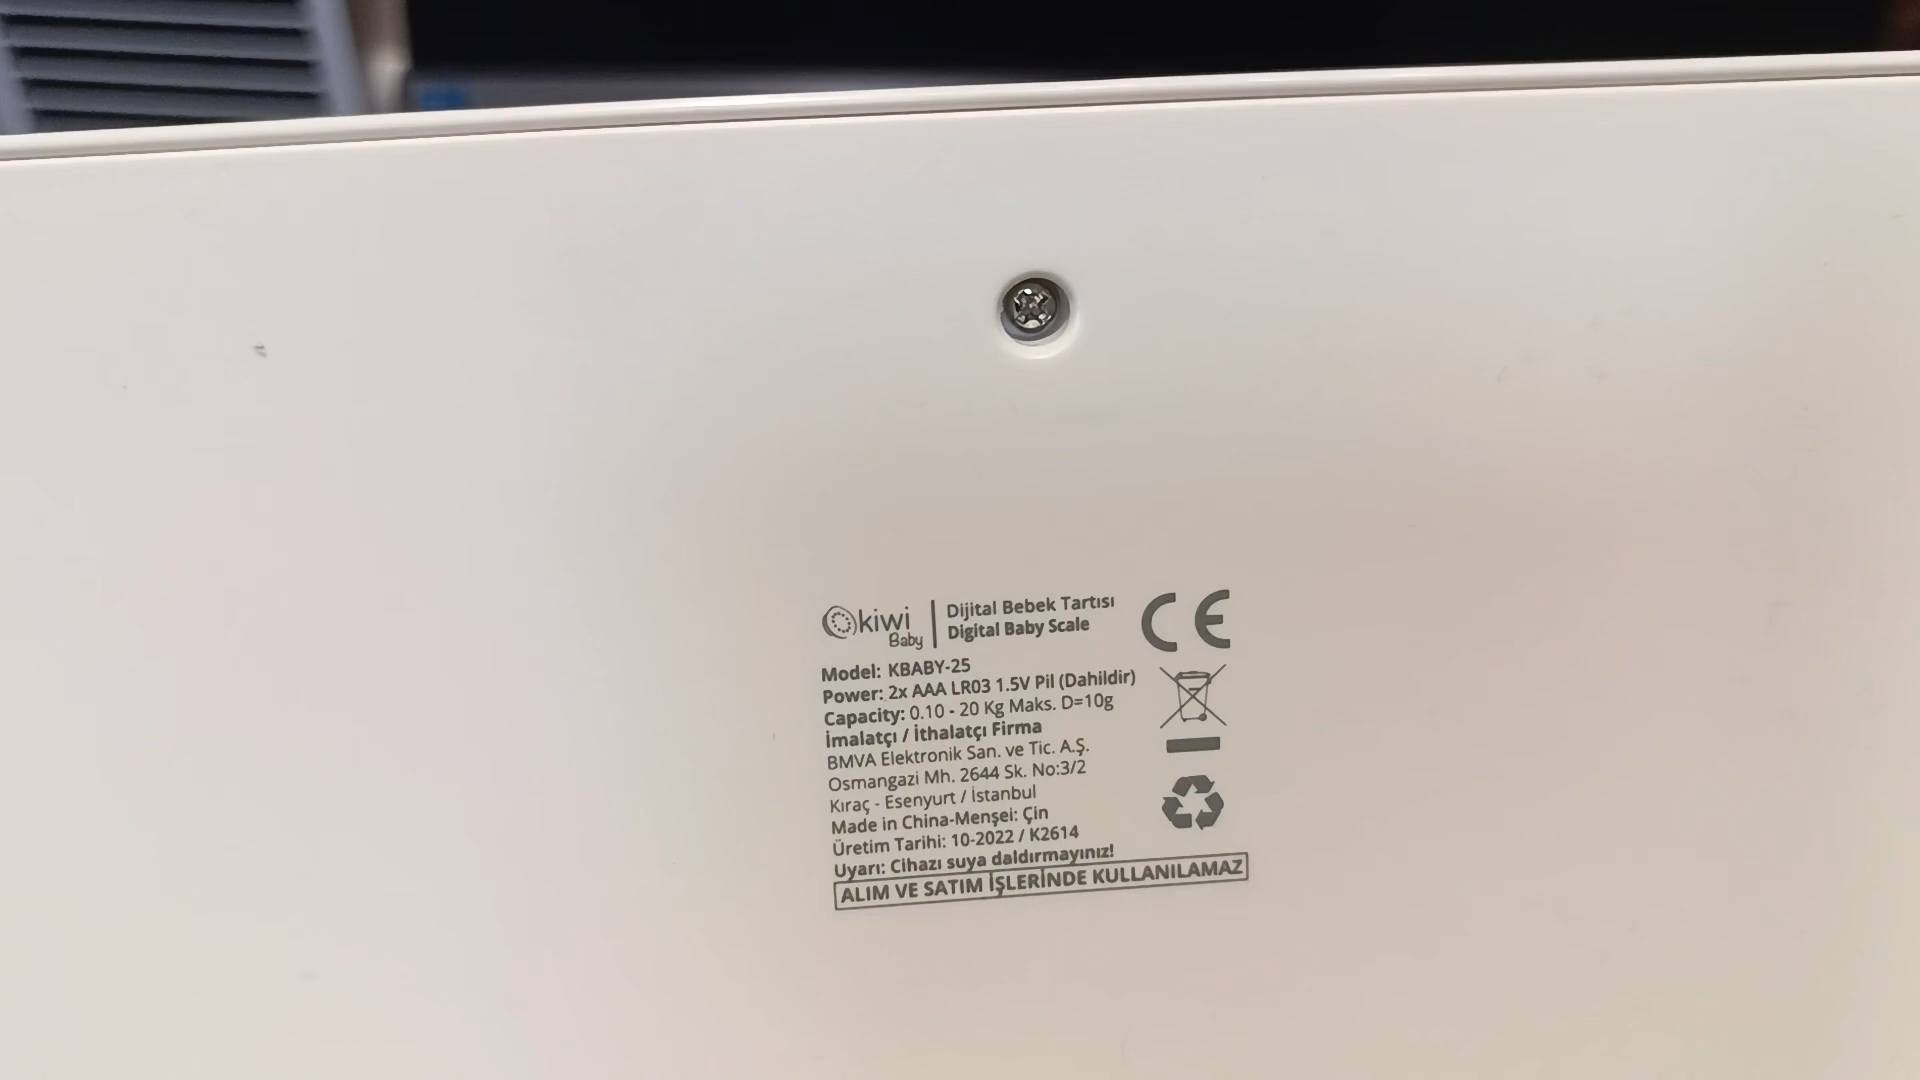 kiwi
Baby
Dijital Bebek Tartısı
Digital Baby Scale
CE
Model: KBABY-25
Power: 2x AAA LR03 1.5V Pil (Dahildir)
Capacity: 0.10 - 20 Kg Maks. D=10g
İmalatçı / İthalatçı Firma
BMVA Elektronik San. ve Tic. A.Ş.
Osmangazi Mh. 2644 Sk. No:3/2
Kıraç - Esenyurt / İstanbul
Made in China-Menşei: Çin
Üretim Tarihi: 10-2022 / K2614
Uyarı: Cihazı suya daldırmayınız!
ALIM VE SATIM İŞLERİNDE KULLANILAMAZ